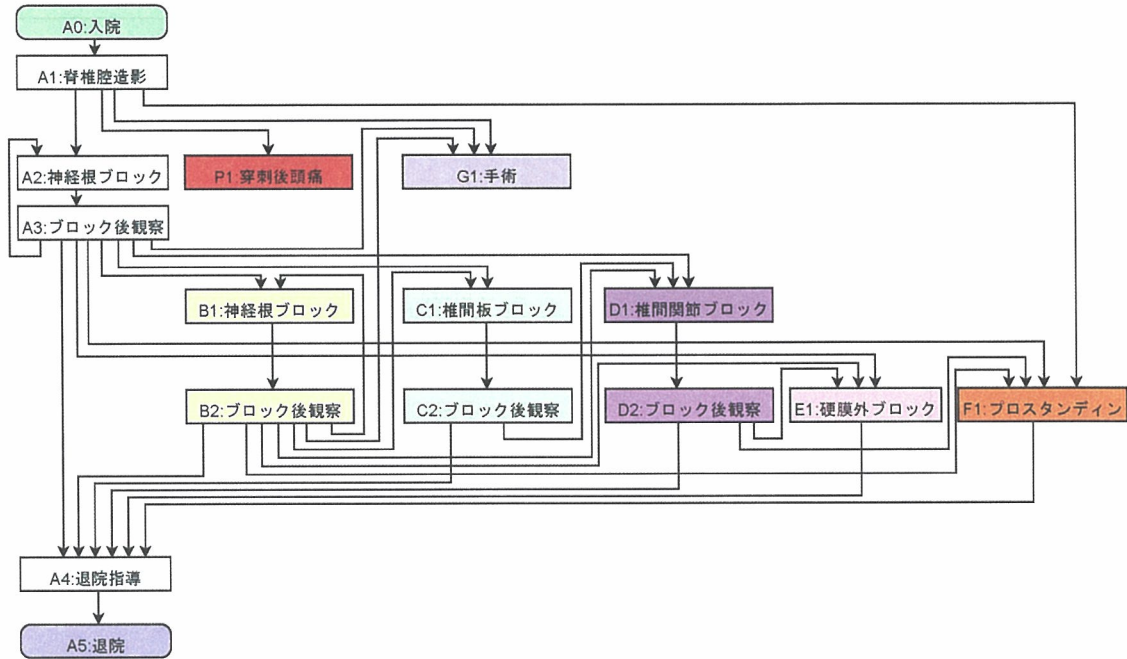 A0:入院
A1:脊椎腔造影
A2:神経根ブロック
P1:穿刺後頭痛
G1:手術
A3:ブロック後観察
B1:神経根ブロック
C1:椎間板ブロック
D1:椎間関節ブロック
B2:ブロック後観察
C2:ブロック後観察
D2:ブロック後観察
E1:硬膜外ブロック
F1:プロスタンディン
A4:退院指導
A5:退院